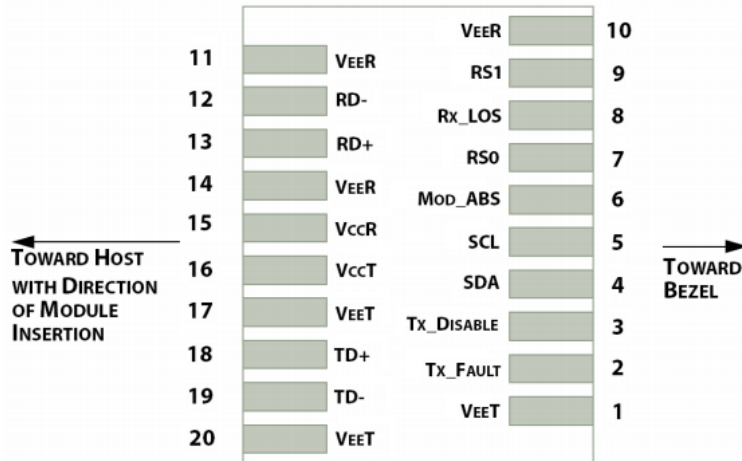 VEER 10
11 VEER
RS1 9
12 RD-
RX_LOS 8
13 RD+
RS0 7
14 VEER
MOD_ABS 6
15 VCCR
SCL 5
TOWARD HOST
WITH DIRECTION
OF MODULE
INSERTION
TOWARD
BEZEL
16 VCCT
SDA 4
17 VEET
TX_DISABLE 3
18 TD+
TX_FAULT 2
19 TD-
VEET 1
20 VEET